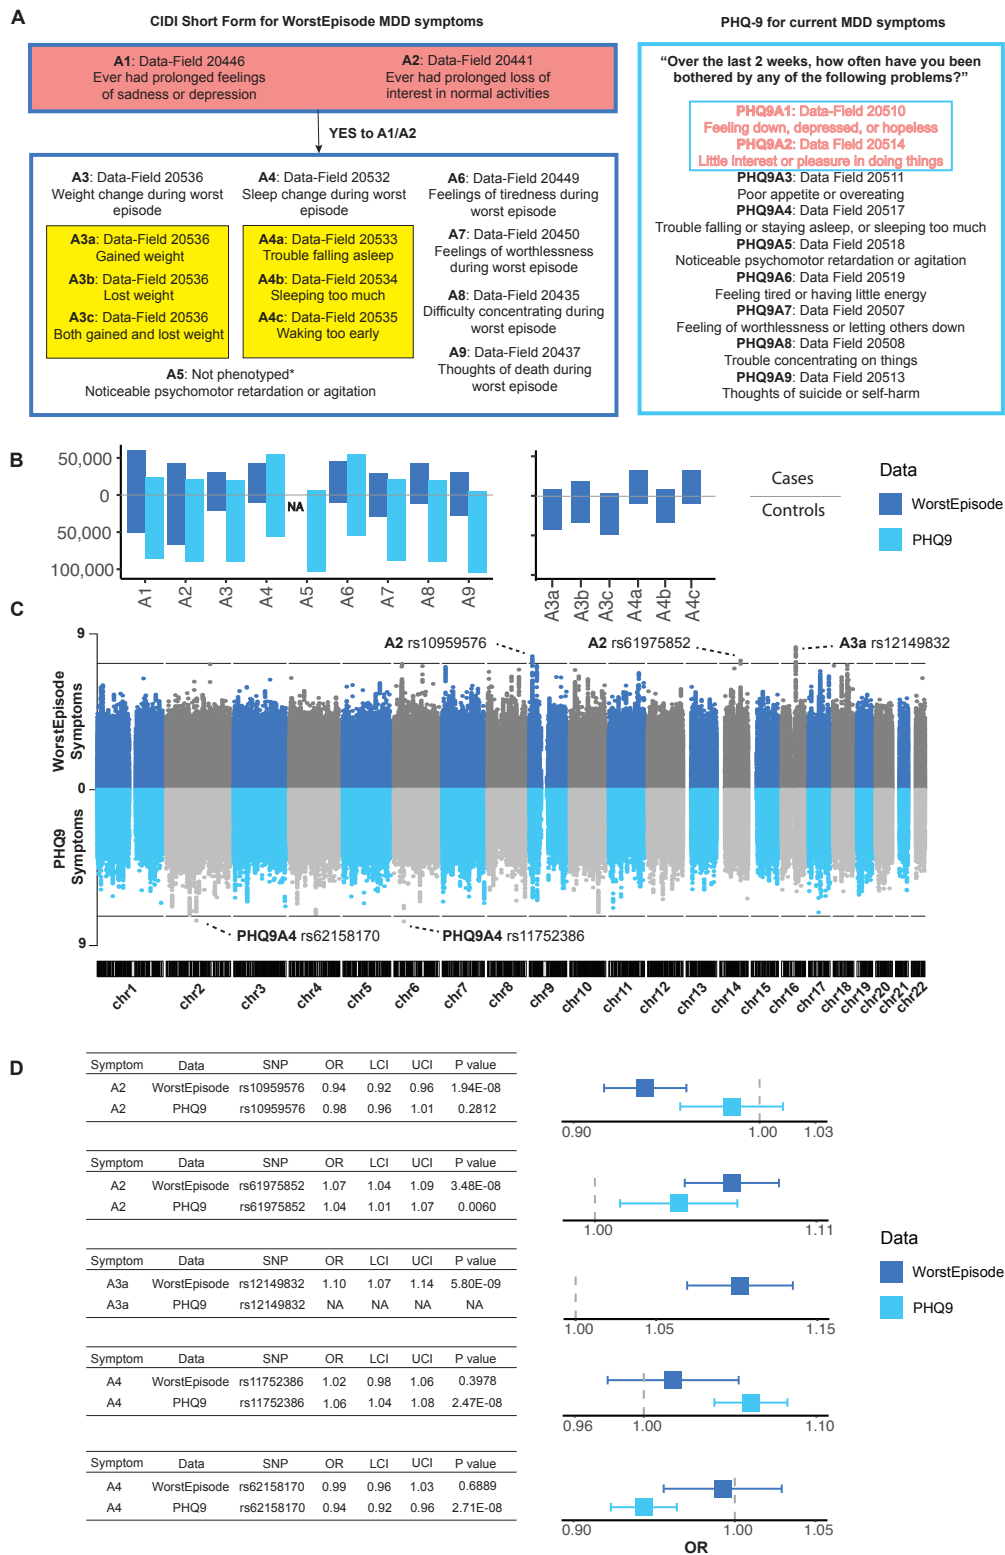 A
CIDI Short Form for WorstEpisode MDD symptoms
A1: Data-Field 20446
Ever had prolonged feelings
of sadness or depression
A2: Data-Field 20441
Ever had prolonged loss of
interest in normal activities
YES to A1/A2
A3: Data-Field 20536
Weight change during worst
episode
A3a: Data-Field 20536
Gained weight
A3b: Data-Field 20536
Lost weight
A3c: Data-Field 20536
Both gained and lost weight
A4: Data-Field 20532
Sleep change during worst
episode
A4a: Data-Field 20533
Trouble falling asleep
A4b: Data-Field 20534
Sleeping too much
A4c: Data-Field 20535
Waking too early
A6: Data-Field 20449
Feelings of tiredness during
worst episode
A7: Data-Field 20450
Feelings of worthlessness
during worst episode
A8: Data-Field 20435
Difficulty concentrating during
worst episode
A9: Data-Field 20437
Thoughts of death during
worst episode
A5: Not phenotyped*
Noticeable psychomotor retardation or agitation
PHQ-9 for current MDD symptoms
“Over the last 2 weeks, how often have you been
bothered by any of the following problems?”
PHQ9A1: Data-Field 20510
Feeling down, depressed, or hopeless
PHQ9A2: Data Field 20514
Little interest or pleasure in doing things
PHQ9A3: Data Field 20511
Poor appetite or overeating
PHQ9A4: Data Field 20517
Trouble falling or staying asleep, or sleeping too much
PHQ9A5: Data Field 20518
Noticeable psychomotor retardation or agitation
PHQ9A6: Data Field 20519
Feeling tired or having little energy
PHQ9A7: Data Field 20507
Feeling of worthlessness or letting others down
PHQ9A8: Data Field 20508
Trouble concentrating on things
PHQ9A9: Data Field 20513
Thoughts of suicide or self-harm
B
50,000
0
50,000
100,000
NA
A1
A2
A3
A4
A5
A6
A7
A8
A9
A3a
A3b
A3c
A4a
A4b
A4c
Cases
Controls
Data
WorstEpisode
PHQ9
C
9
0
9
WorstEpisode
Symptoms
PHQ9
Symptoms
A2 rs10959576
A2 rs61975852
A3a rs12149832
PHQ9A4 rs62158170
PHQ9A4 rs11752386
chr1
chr2
chr3
chr4
chr5
chr6
chr7
chr8
chr9
chr10
chr11
chr12
chr13
chr14
chr15
chr16
chr17
chr18
chr19
chr20
chr21
chr22
D
Symptom Data SNP OR LCI UCI P value
A2 WorstEpisode rs10959576 0.94 0.92 0.96 1.94E-08
A2 PHQ9 rs10959576 0.98 0.96 1.01 0.2812
0.90 1.00 1.03
Symptom Data SNP OR LCI UCI P value
A2 WorstEpisode rs61975852 1.07 1.04 1.09 3.48E-08
A2 PHQ9 rs61975852 1.04 1.01 1.07 0.0060
1.00 1.11
Symptom Data SNP OR LCI UCI P value
A3a WorstEpisode rs12149832 1.10 1.07 1.14 5.80E-09
A3a PHQ9 rs12149832 NA NA NA NA
1.00 1.05 1.15
Symptom Data SNP OR LCI UCI P value
A4 WorstEpisode rs11752386 1.02 0.98 1.06 0.3978
A4 PHQ9 rs11752386 1.06 1.04 1.08 2.47E-08
0.96 1.00 1.10
Symptom Data SNP OR LCI UCI P value
A4 WorstEpisode rs62158170 0.99 0.96 1.03 0.6889
A4 PHQ9 rs62158170 0.94 0.92 0.96 2.71E-08
0.90 1.00 1.05
OR
Data
WorstEpisode
PHQ9